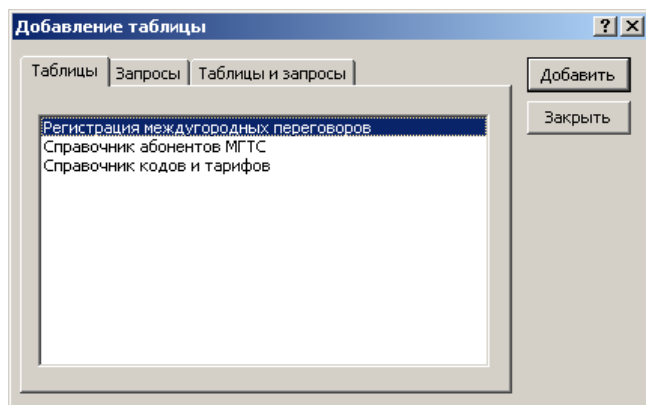 Добавление таблицы
Таблицы Запросы Таблицы и запросы
Добавить
Закрыть
Регистрация междугородных переговоров
Справочник абонентов МГТС
Справочник кодов и тарифов